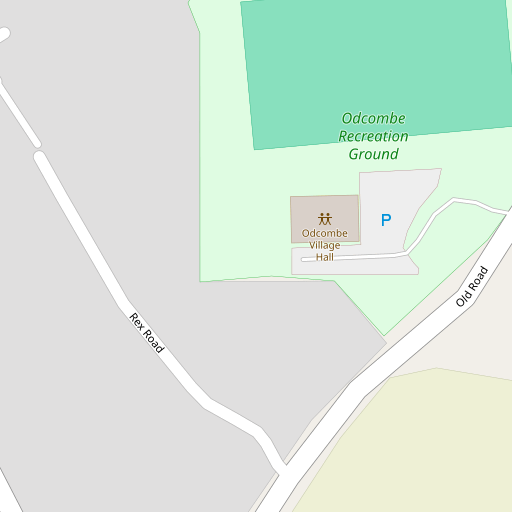 Odcombe
Recreation
Ground
P
Odcombe
Village
Hall
Old Road
Rex Road